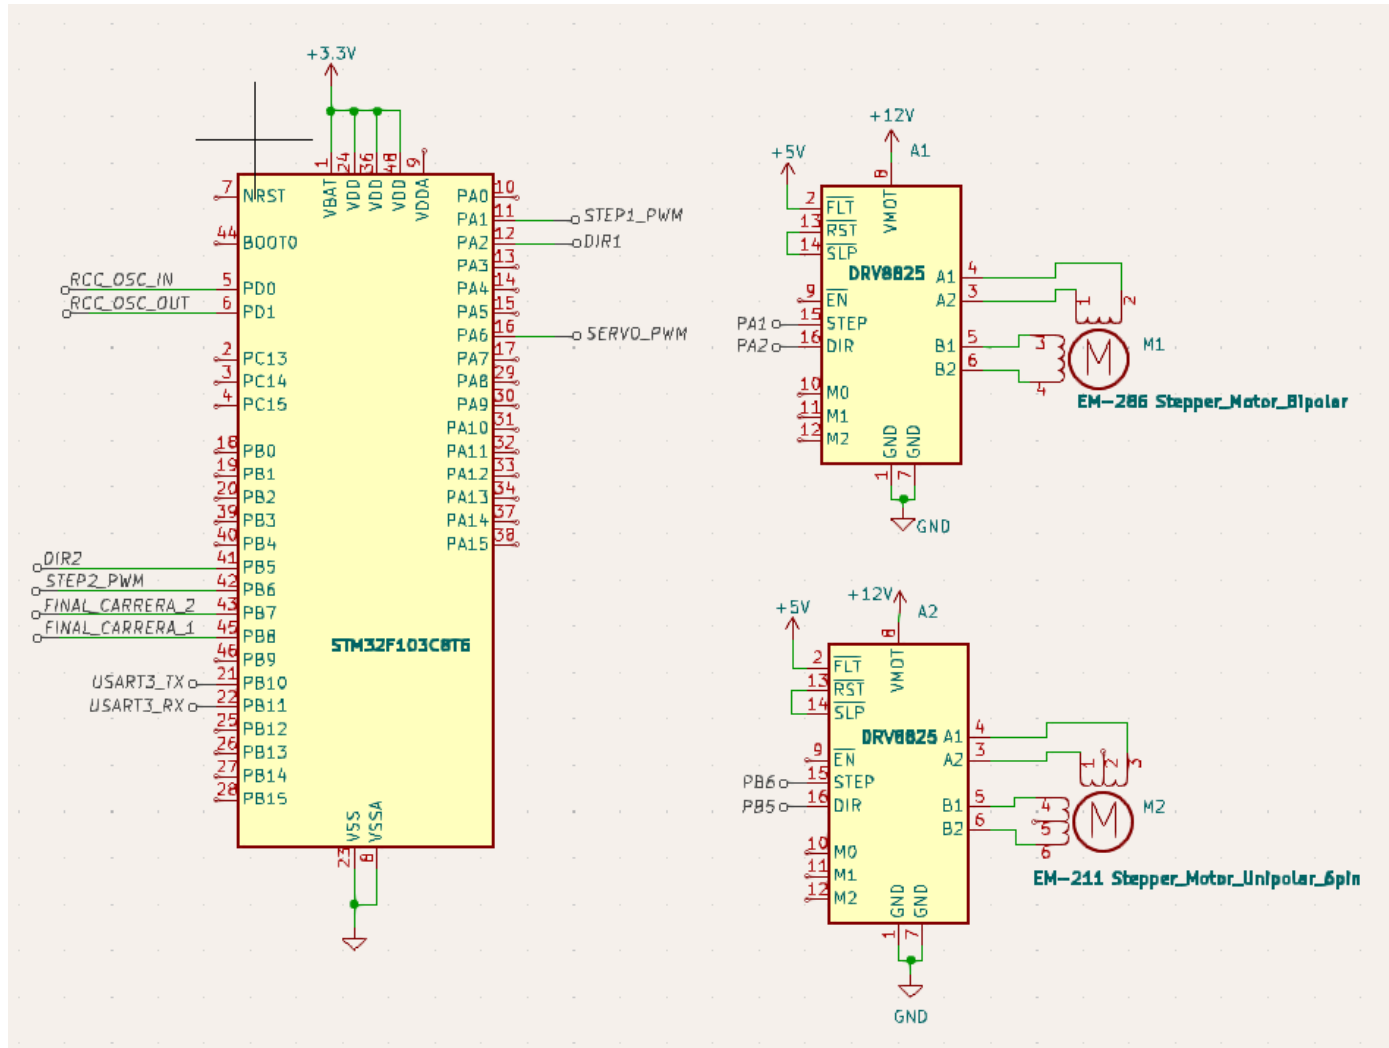 +3.3V
1 24 36 48 9
VBAT VDD VDD VDD VDDA
7 NRST
44 BOOT0
RCC_OSC_IN 5 PD0
RCC_OSC_OUT 6 PD1
2 PC13
3 PC14
4 PC15
18 PB0
19 PB1
20 PB2
39 PB3
40 PB4
DIR2 41 PB5
STEP2_PWM 42 PB6
FINAL_CARRERA_2 43 PB7
FINAL_CARRERA_1 45 PB8
46 PB9
USART3_TX 21 PB10
USART3_RX 22 PB11
25 PB12
26 PB13
27 PB14
28 PB15
PA0 10
PA1 11 STEP1_PWM
PA2 12 DIR1
PA3 13
PA4 14
PA5 15
PA6 16 SERVO_PWM
PA7 17
PA8 29
PA9 30
PA10 31
PA11 32
PA12 33
PA13 34
PA14 37
PA15 38
STM32F103C8T6
VSS VSSA
23 8
+12V
+5V
A1
8
VMOT
2 FLT
13 RST
14 SLP
DRV8825
9 EN
PA1 15 STEP
PA2 16 DIR
10 M0
11 M1
12 M2
A1 4
A2 3
B1 5
B2 6
GND GND
1 7
GND
1 2
3
4
M
M1
EM-286 Stepper_Motor_Bipolar
+12V
+5V
A2
8
VMOT
2 FLT
13 RST
14 SLP
DRV8825
9 EN
PB6 15 STEP
PB5 16 DIR
10 M0
11 M1
12 M2
A1 4
A2 3
B1 5
B2 6
GND GND
1 7
GND
1 2 3
4
5
6
M
M2
EM-211 Stepper_Motor_Unipolar_6pin